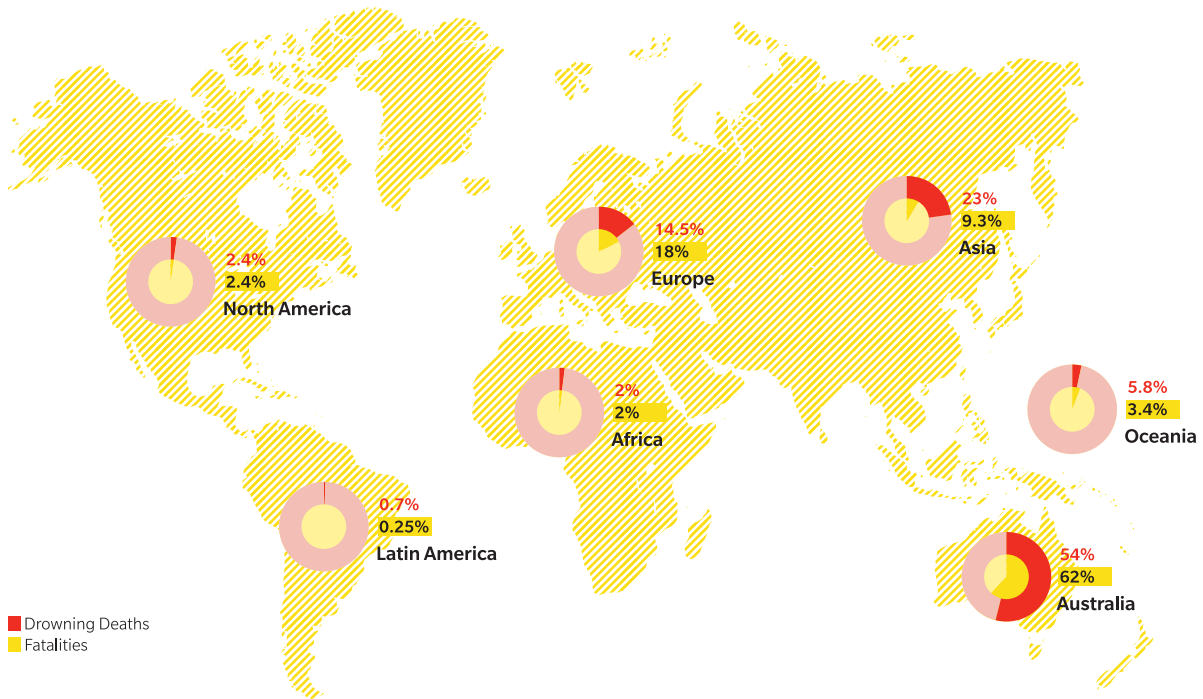 23%
9.3%
Asia
14.5%
18%
Europe
2.4%
2.4%
North America
2%
2%
Africa
5.8%
3.4%
Oceania
0.7%
0.25%
Latin America
54%
62%
Australia
Drowning Deaths
Fatalities